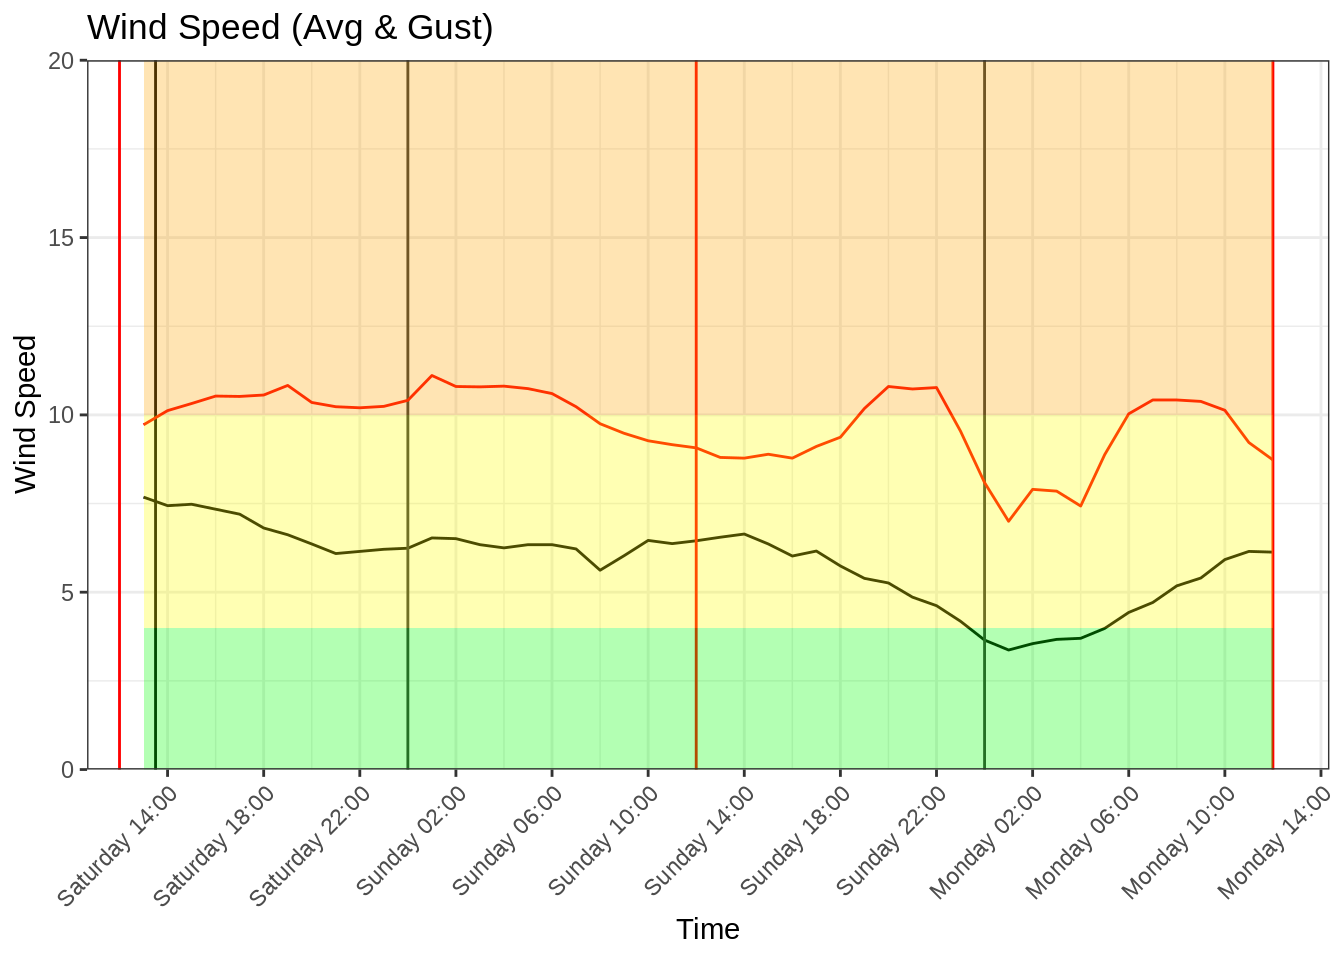 Wind Speed (Avg & Gust)
Wind Speed
20
15
10
5
0
Saturday 14:00
Saturday 18:00
Saturday 22:00
Sunday 02:00
Sunday 06:00
Sunday 10:00
Sunday 14:00
Sunday 18:00
Sunday 22:00
Monday 02:00
Monday 06:00
Monday 10:00
Monday 14:00
Time